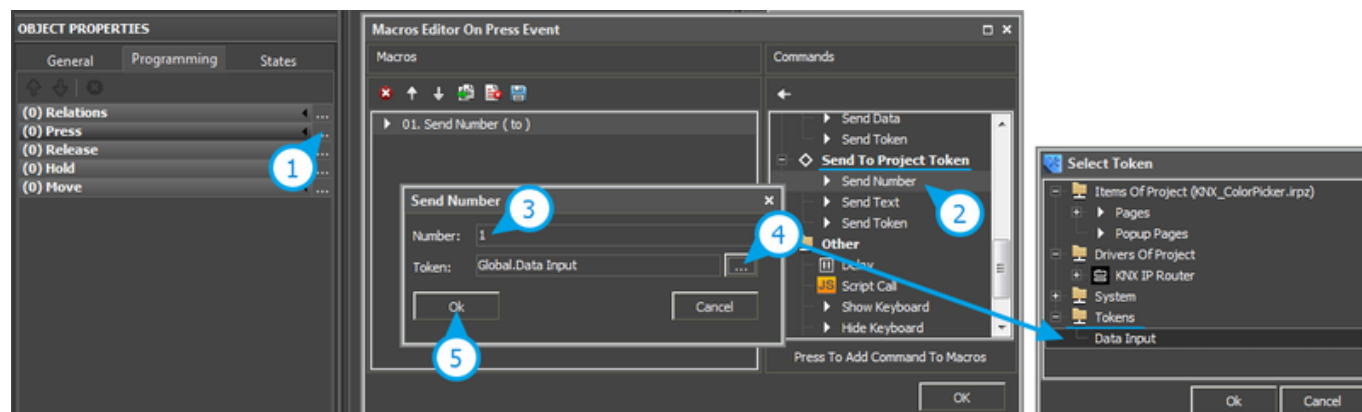 OBJECT PROPERTIES
General Programming States
(0) Relations ...
(0) Press ...
(0) Release ...
(0) Hold ...
(0) Move ...
1
Macros Editor On Press Event
Macros
01. Send Number ( to )
Commands
Send Data
Send Token
Send To Project Token
Send Number
Send Text
Send Token
2
Other
Delay
JS Script Call
Show Keyboard
Hide Keyboard
Press To Add Command To Macros
OK
Send Number
3
Number: 1
Token: Global.Data Input ...
4
Ok Cancel
5
Select Token
Items Of Project (KNX_ColorPicker.irpz)
Pages
Popup Pages
Drivers Of Project
KNX IP Router
System
Tokens
Data Input
Ok Cancel